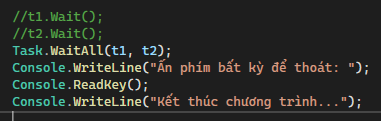 //t1.Wait();
//t2.Wait();
Task.WaitAll(t1, t2);
Console.WriteLine("Ấn phím bất kỳ để thoát: ");
Console.ReadKey();
Console.WriteLine("Kết thúc chương trình...");